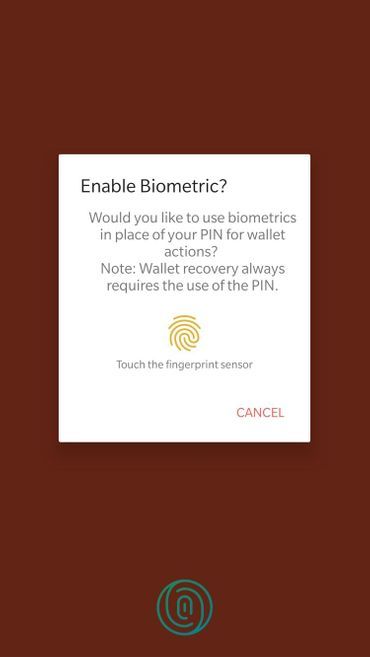 Enable Biometric?
Would you like to use biometrics
in place of your PIN for wallet
actions?
Note: Wallet recovery always
requires the use of the PIN.
Touch the fingerprint sensor
CANCEL